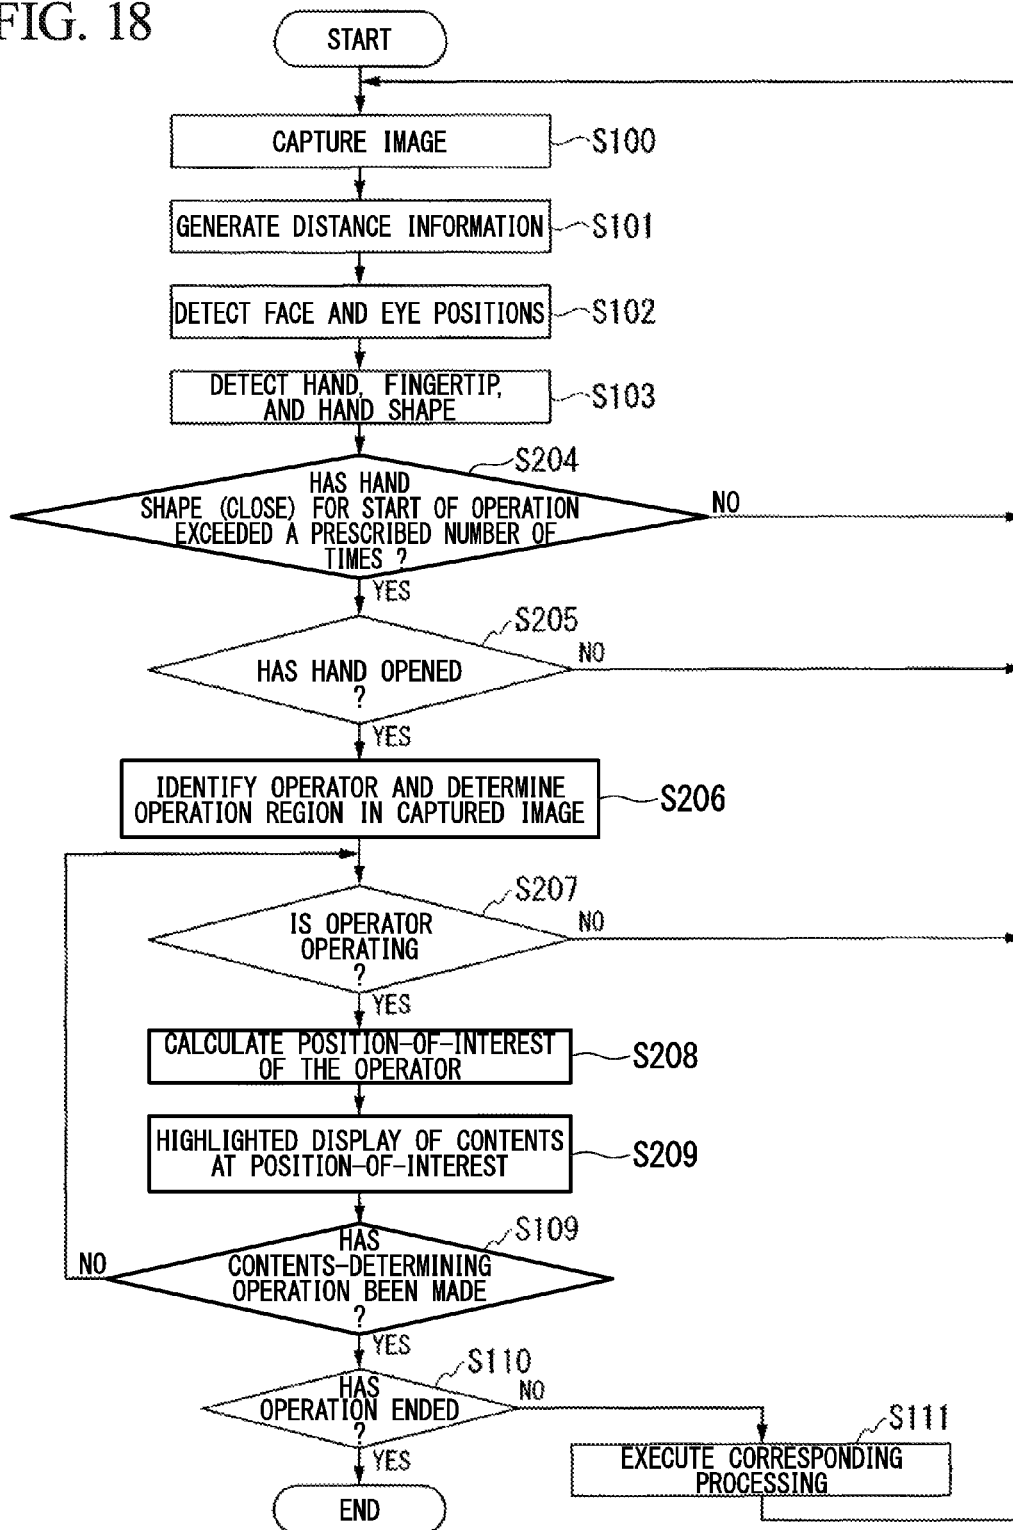 FIG. 18
START
CAPTURE IMAGE
S100
GENERATE DISTANCE INFORMATION
S101
DETECT FACE AND EYE POSITIONS
S102
DETECT HAND, FINGERTIP,
AND HAND SHAPE
S103
S204
HAS HAND
SHAPE (CLOSE) FOR START OF OPERATION
EXCEEDED A PRESCRIBED NUMBER OF
TIMES ?
NO
YES
S205
HAS HAND OPENED
?
NO
YES
IDENTIFY OPERATOR AND DETERMINE
OPERATION REGION IN CAPTURED IMAGE
S206
S207
IS OPERATOR
OPERATING
?
NO
YES
CALCULATE POSITION-OF-INTEREST
OF THE OPERATOR
S208
HIGHLIGHTED DISPLAY OF CONTENTS
AT POSITION-OF-INTEREST
S209
S109
HAS
CONTENTS-DETERMINING
OPERATION BEEN MADE
?
NO
YES
S110
HAS
OPERATION ENDED
?
NO
YES
S111
EXECUTE CORRESPONDING
PROCESSING
END